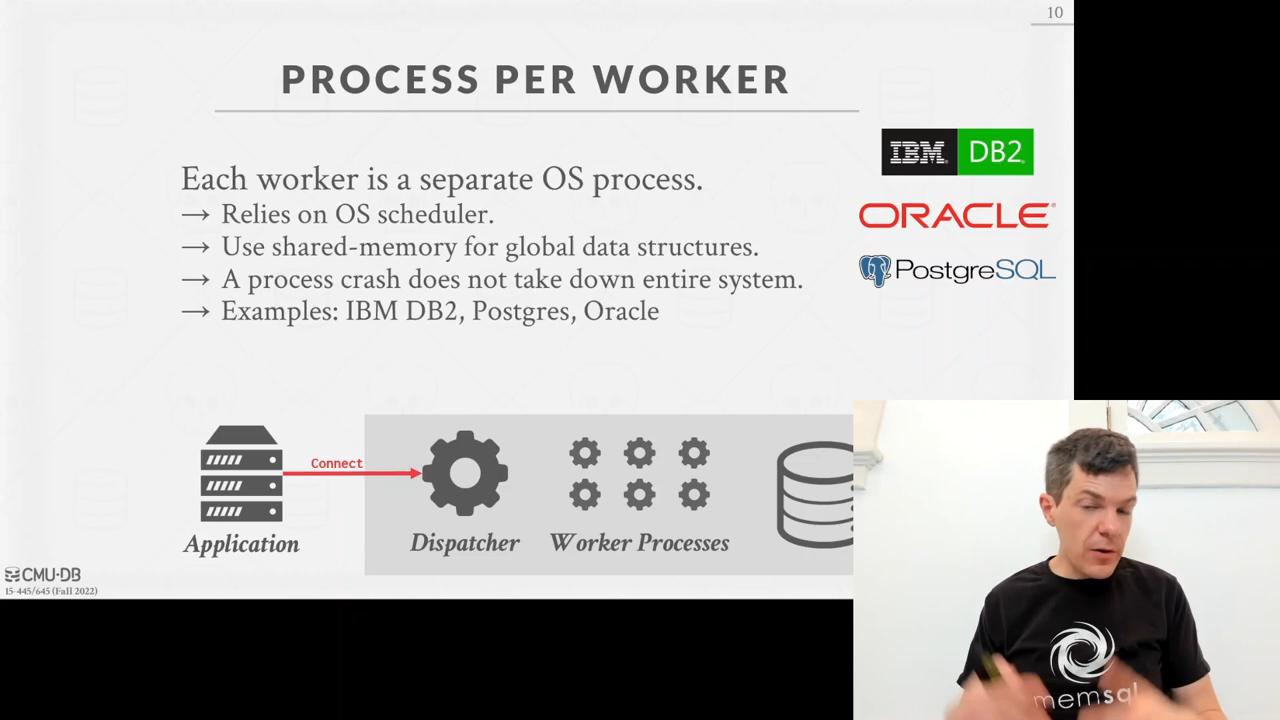 10
PROCESS PER WORKER
Each worker is a separate OS process.
→ Relies on OS scheduler.
→ Use shared-memory for global data structures.
→ A process crash does not take down entire system.
→ Examples: IBM DB2, Postgres, Oracle
IBM DB2
ORACLE
PostgreSQL
Connect
Application
Dispatcher
Worker Processes
CMU·DB
15-445/645 (Fall 2022)
memsql